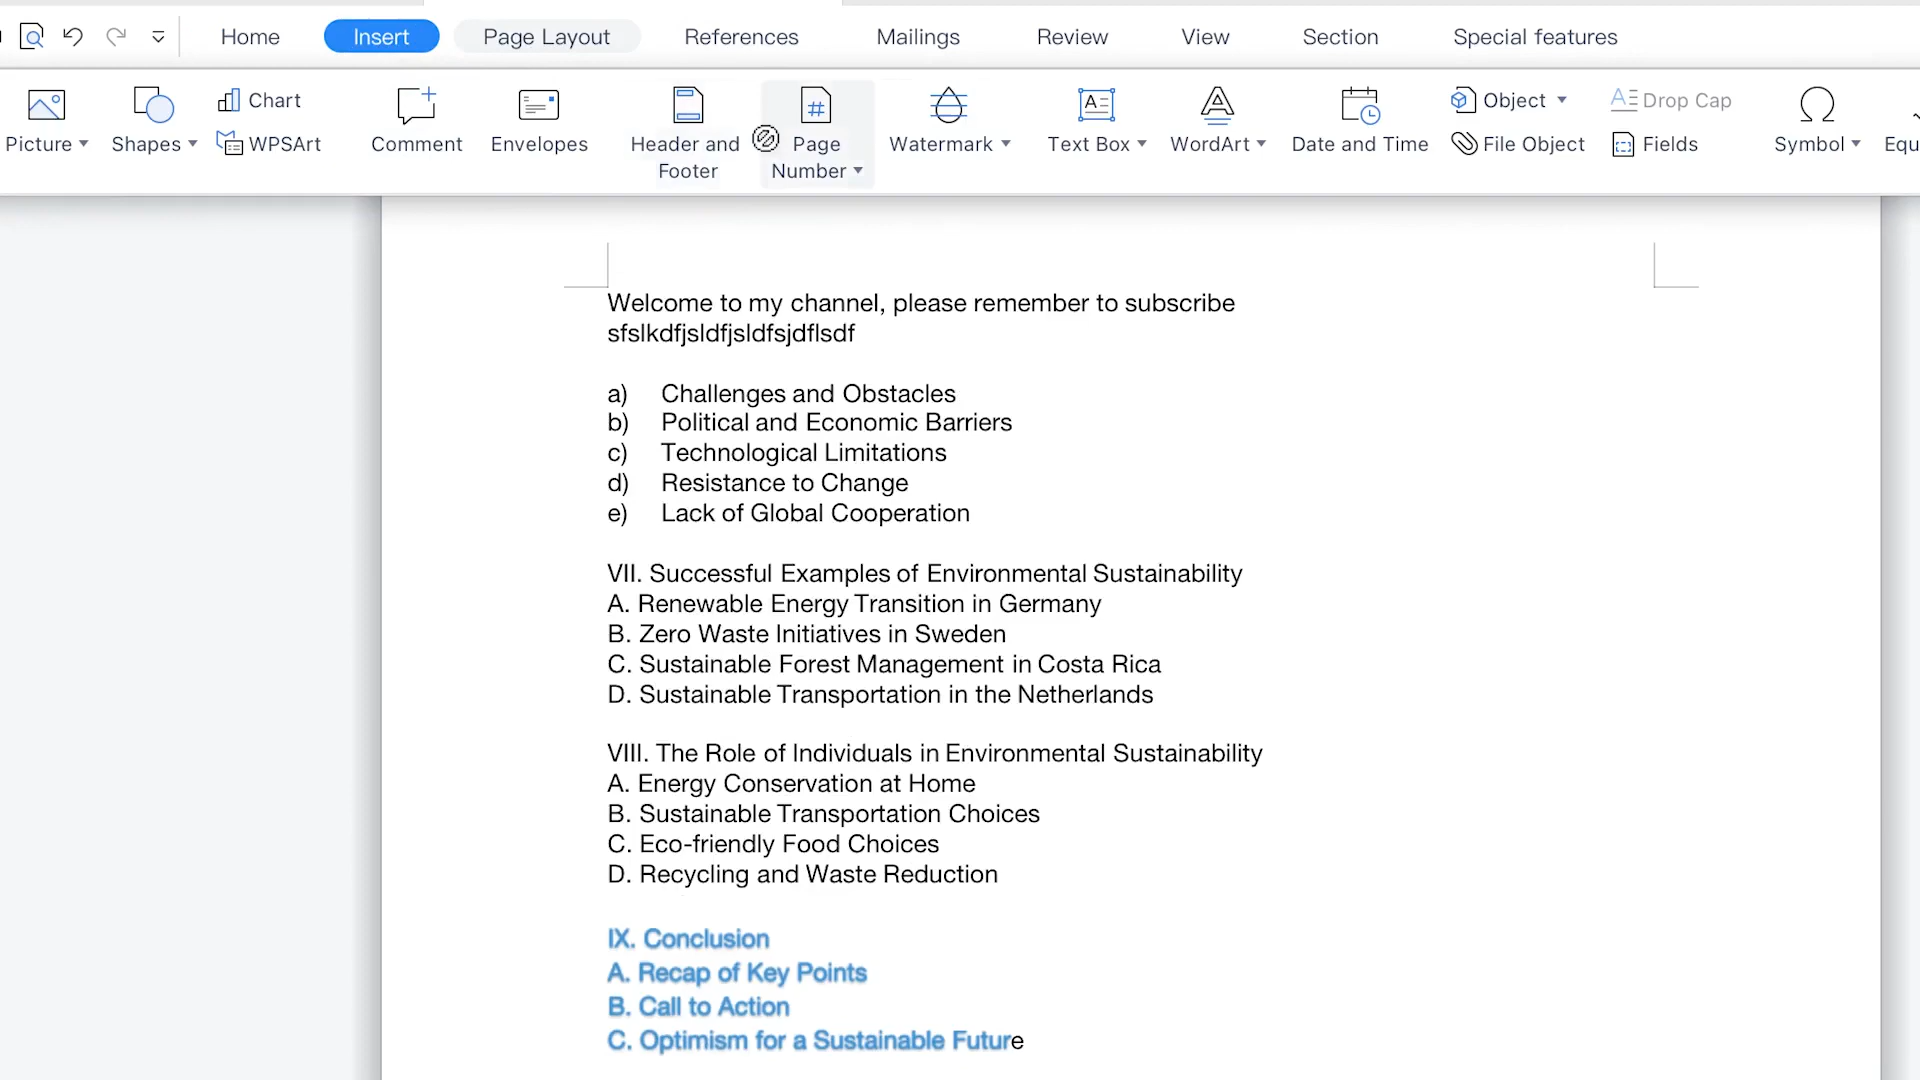 Home Insert Page Layout References Mailings Review View Section Special features
Picture Shapes Chart WPSArt Comment Envelopes Header and Footer Page Number Watermark Text Box WordArt Date and Time Object File Object Drop Cap Fields Symbol Equ
Welcome to my channel, please remember to subscribe
sfslkdfjsldfjsldfsjdflsdf
a) Challenges and Obstacles
b) Political and Economic Barriers
c) Technological Limitations
d) Resistance to Change
e) Lack of Global Cooperation
VII. Successful Examples of Environmental Sustainability
A. Renewable Energy Transition in Germany
B. Zero Waste Initiatives in Sweden
C. Sustainable Forest Management in Costa Rica
D. Sustainable Transportation in the Netherlands
VIII. The Role of Individuals in Environmental Sustainability
A. Energy Conservation at Home
B. Sustainable Transportation Choices
C. Eco-friendly Food Choices
D. Recycling and Waste Reduction
IX. Conclusion
A. Recap of Key Points
B. Call to Action
C. Optimism for a Sustainable Future